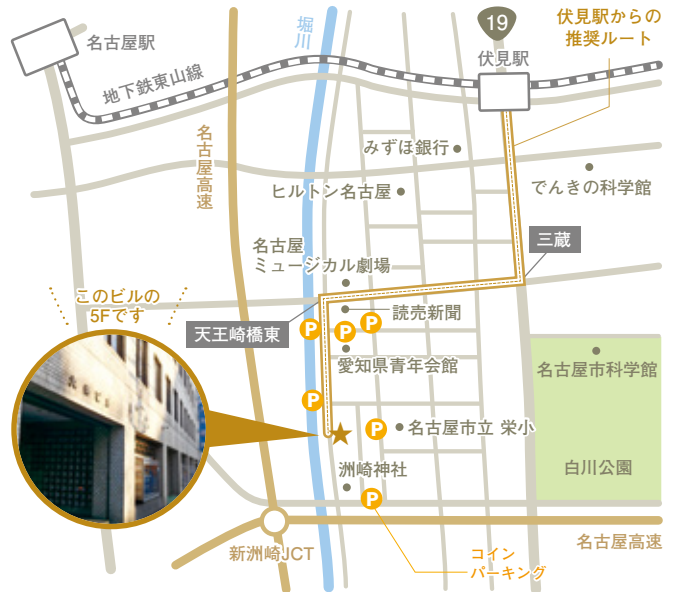 19
伏見駅からの
推奨ルート
堀川
名古屋駅
伏見駅
地下鉄東山線
名古屋高速
みずほ銀行
でんきの科学館
ヒルトン名古屋
三蔵
名古屋
ミュージカル劇場
このビルの
5Fです
読売新聞
天王崎橋東
P
P
P
愛知県青年会館
名古屋市科学館
P
P
名古屋市立 栄小
洲崎神社
白川公園
P
新洲崎JCT
名古屋高速
コイン
パーキング